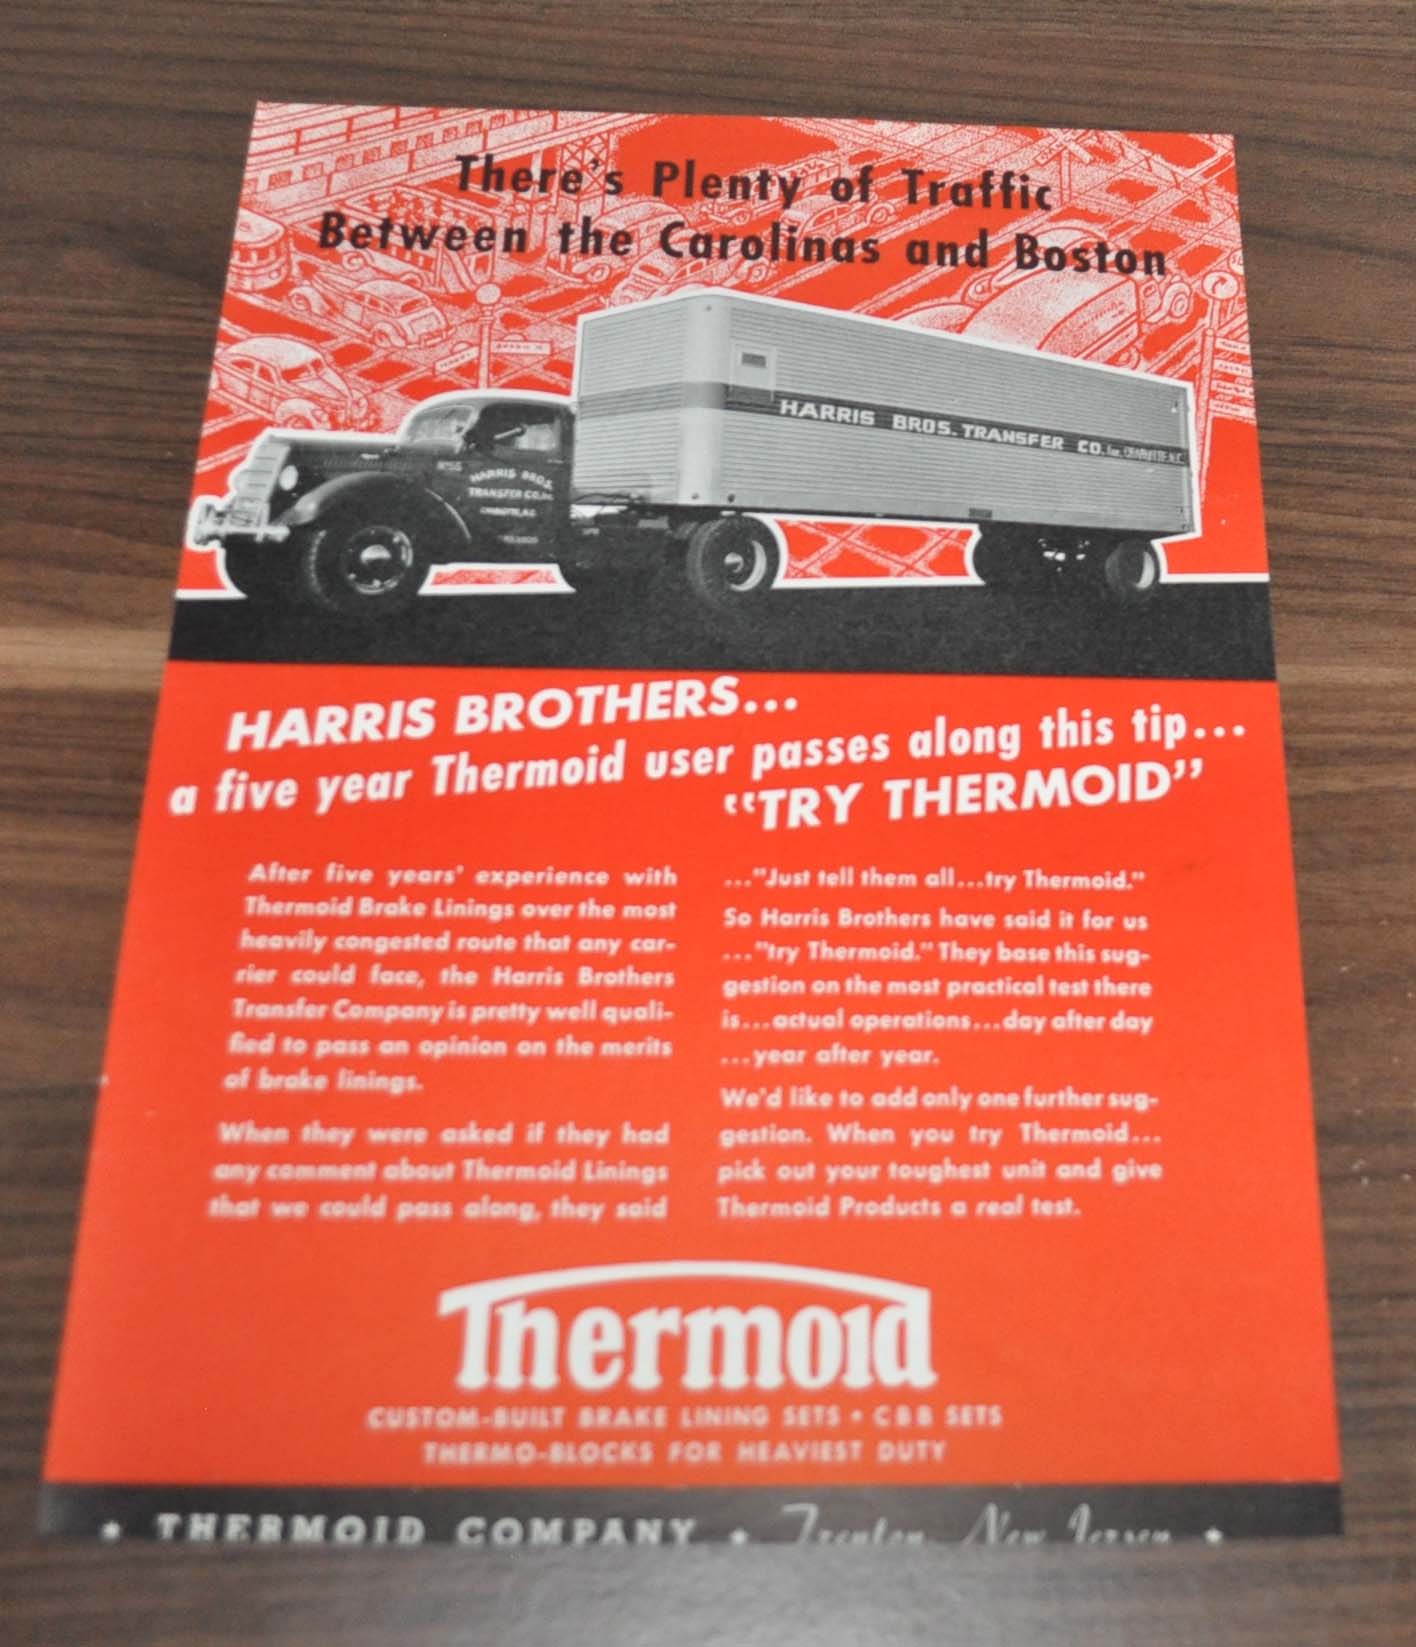 There's Plenty of Traffic
Between the Carolinas and Boston
HARRIS BROS. TRANSFER CO. Inc. CHARLOTTE, N.C.
HARRIS BROS.
TRANSFER CO. Inc.
CHARLOTTE, N.C.
HARRIS BROTHERS...
a five year Thermoid user passes along this tip...
"TRY THERMOID"
After five years' experience with
Thermoid Brake Linings over the most
heavily congested route that any car-
rier could face, the Harris Brothers
Transfer Company is pretty well quali-
fied to pass an opinion on the merits
of brake linings.
When they were asked if they had
any comment about Thermoid Linings
that we could pass along, they said
..."Just tell them all...try Thermoid."
So Harris Brothers have said it for us
..."try Thermoid." They base this sug-
gestion on the most practical test there
is...actual operations...day after day
...year after year.
We'd like to add only one further sug-
gestion. When you try Thermoid...
pick out your toughest unit and give
Thermoid Products a real test.
Thermoid
CUSTOM-BUILT BRAKE LINING SETS • CBB SETS
THERMO-BLOCKS FOR HEAVIEST DUTY
★ THERMOID COMPANY ★ Trenton, New Jersey ★